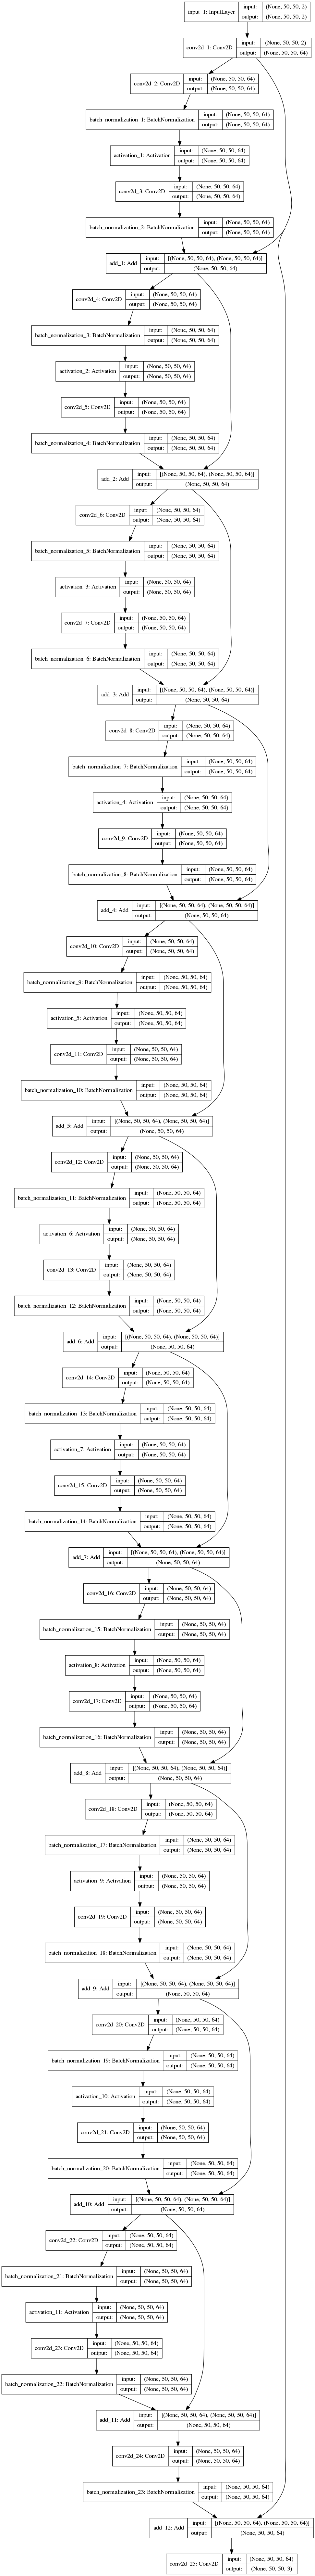 input_1: InputLayer input: (None, 50, 50, 2)
output: (None, 50, 50, 2)
conv2d_1: Conv2D input: (None, 50, 50, 2)
output: (None, 50, 50, 64)
conv2d_2: Conv2D input: (None, 50, 50, 64)
output: (None, 50, 50, 64)
batch_normalization_1: BatchNormalization input: (None, 50, 50, 64)
output: (None, 50, 50, 64)
activation_1: Activation input: (None, 50, 50, 64)
output: (None, 50, 50, 64)
conv2d_3: Conv2D input: (None, 50, 50, 64)
output: (None, 50, 50, 64)
batch_normalization_2: BatchNormalization input: (None, 50, 50, 64)
output: (None, 50, 50, 64)
add_1: Add input: [(None, 50, 50, 64), (None, 50, 50, 64)]
output: (None, 50, 50, 64)
conv2d_4: Conv2D input: (None, 50, 50, 64)
output: (None, 50, 50, 64)
batch_normalization_3: BatchNormalization input: (None, 50, 50, 64)
output: (None, 50, 50, 64)
activation_2: Activation input: (None, 50, 50, 64)
output: (None, 50, 50, 64)
conv2d_5: Conv2D input: (None, 50, 50, 64)
output: (None, 50, 50, 64)
batch_normalization_4: BatchNormalization input: (None, 50, 50, 64)
output: (None, 50, 50, 64)
add_2: Add input: [(None, 50, 50, 64), (None, 50, 50, 64)]
output: (None, 50, 50, 64)
conv2d_6: Conv2D input: (None, 50, 50, 64)
output: (None, 50, 50, 64)
batch_normalization_5: BatchNormalization input: (None, 50, 50, 64)
output: (None, 50, 50, 64)
activation_3: Activation input: (None, 50, 50, 64)
output: (None, 50, 50, 64)
conv2d_7: Conv2D input: (None, 50, 50, 64)
output: (None, 50, 50, 64)
batch_normalization_6: BatchNormalization input: (None, 50, 50, 64)
output: (None, 50, 50, 64)
add_3: Add input: [(None, 50, 50, 64), (None, 50, 50, 64)]
output: (None, 50, 50, 64)
conv2d_8: Conv2D input: (None, 50, 50, 64)
output: (None, 50, 50, 64)
batch_normalization_7: BatchNormalization input: (None, 50, 50, 64)
output: (None, 50, 50, 64)
activation_4: Activation input: (None, 50, 50, 64)
output: (None, 50, 50, 64)
conv2d_9: Conv2D input: (None, 50, 50, 64)
output: (None, 50, 50, 64)
batch_normalization_8: BatchNormalization input: (None, 50, 50, 64)
output: (None, 50, 50, 64)
add_4: Add input: [(None, 50, 50, 64), (None, 50, 50, 64)]
output: (None, 50, 50, 64)
conv2d_10: Conv2D input: (None, 50, 50, 64)
output: (None, 50, 50, 64)
batch_normalization_9: BatchNormalization input: (None, 50, 50, 64)
output: (None, 50, 50, 64)
activation_5: Activation input: (None, 50, 50, 64)
output: (None, 50, 50, 64)
conv2d_11: Conv2D input: (None, 50, 50, 64)
output: (None, 50, 50, 64)
batch_normalization_10: BatchNormalization input: (None, 50, 50, 64)
output: (None, 50, 50, 64)
add_5: Add input: [(None, 50, 50, 64), (None, 50, 50, 64)]
output: (None, 50, 50, 64)
conv2d_12: Conv2D input: (None, 50, 50, 64)
output: (None, 50, 50, 64)
batch_normalization_11: BatchNormalization input: (None, 50, 50, 64)
output: (None, 50, 50, 64)
activation_6: Activation input: (None, 50, 50, 64)
output: (None, 50, 50, 64)
conv2d_13: Conv2D input: (None, 50, 50, 64)
output: (None, 50, 50, 64)
batch_normalization_12: BatchNormalization input: (None, 50, 50, 64)
output: (None, 50, 50, 64)
add_6: Add input: [(None, 50, 50, 64), (None, 50, 50, 64)]
output: (None, 50, 50, 64)
conv2d_14: Conv2D input: (None, 50, 50, 64)
output: (None, 50, 50, 64)
batch_normalization_13: BatchNormalization input: (None, 50, 50, 64)
output: (None, 50, 50, 64)
activation_7: Activation input: (None, 50, 50, 64)
output: (None, 50, 50, 64)
conv2d_15: Conv2D input: (None, 50, 50, 64)
output: (None, 50, 50, 64)
batch_normalization_14: BatchNormalization input: (None, 50, 50, 64)
output: (None, 50, 50, 64)
add_7: Add input: [(None, 50, 50, 64), (None, 50, 50, 64)]
output: (None, 50, 50, 64)
conv2d_16: Conv2D input: (None, 50, 50, 64)
output: (None, 50, 50, 64)
batch_normalization_15: BatchNormalization input: (None, 50, 50, 64)
output: (None, 50, 50, 64)
activation_8: Activation input: (None, 50, 50, 64)
output: (None, 50, 50, 64)
conv2d_17: Conv2D input: (None, 50, 50, 64)
output: (None, 50, 50, 64)
batch_normalization_16: BatchNormalization input: (None, 50, 50, 64)
output: (None, 50, 50, 64)
add_8: Add input: [(None, 50, 50, 64), (None, 50, 50, 64)]
output: (None, 50, 50, 64)
conv2d_18: Conv2D input: (None, 50, 50, 64)
output: (None, 50, 50, 64)
batch_normalization_17: BatchNormalization input: (None, 50, 50, 64)
output: (None, 50, 50, 64)
activation_9: Activation input: (None, 50, 50, 64)
output: (None, 50, 50, 64)
conv2d_19: Conv2D input: (None, 50, 50, 64)
output: (None, 50, 50, 64)
batch_normalization_18: BatchNormalization input: (None, 50, 50, 64)
output: (None, 50, 50, 64)
add_9: Add input: [(None, 50, 50, 64), (None, 50, 50, 64)]
output: (None, 50, 50, 64)
conv2d_20: Conv2D input: (None, 50, 50, 64)
output: (None, 50, 50, 64)
batch_normalization_19: BatchNormalization input: (None, 50, 50, 64)
output: (None, 50, 50, 64)
activation_10: Activation input: (None, 50, 50, 64)
output: (None, 50, 50, 64)
conv2d_21: Conv2D input: (None, 50, 50, 64)
output: (None, 50, 50, 64)
batch_normalization_20: BatchNormalization input: (None, 50, 50, 64)
output: (None, 50, 50, 64)
add_10: Add input: [(None, 50, 50, 64), (None, 50, 50, 64)]
output: (None, 50, 50, 64)
conv2d_22: Conv2D input: (None, 50, 50, 64)
output: (None, 50, 50, 64)
batch_normalization_21: BatchNormalization input: (None, 50, 50, 64)
output: (None, 50, 50, 64)
activation_11: Activation input: (None, 50, 50, 64)
output: (None, 50, 50, 64)
conv2d_23: Conv2D input: (None, 50, 50, 64)
output: (None, 50, 50, 64)
batch_normalization_22: BatchNormalization input: (None, 50, 50, 64)
output: (None, 50, 50, 64)
add_11: Add input: [(None, 50, 50, 64), (None, 50, 50, 64)]
output: (None, 50, 50, 64)
conv2d_24: Conv2D input: (None, 50, 50, 64)
output: (None, 50, 50, 64)
batch_normalization_23: BatchNormalization input: (None, 50, 50, 64)
output: (None, 50, 50, 64)
add_12: Add input: [(None, 50, 50, 64), (None, 50, 50, 64)]
output: (None, 50, 50, 64)
conv2d_25: Conv2D input: (None, 50, 50, 64)
output: (None, 50, 50, 3)